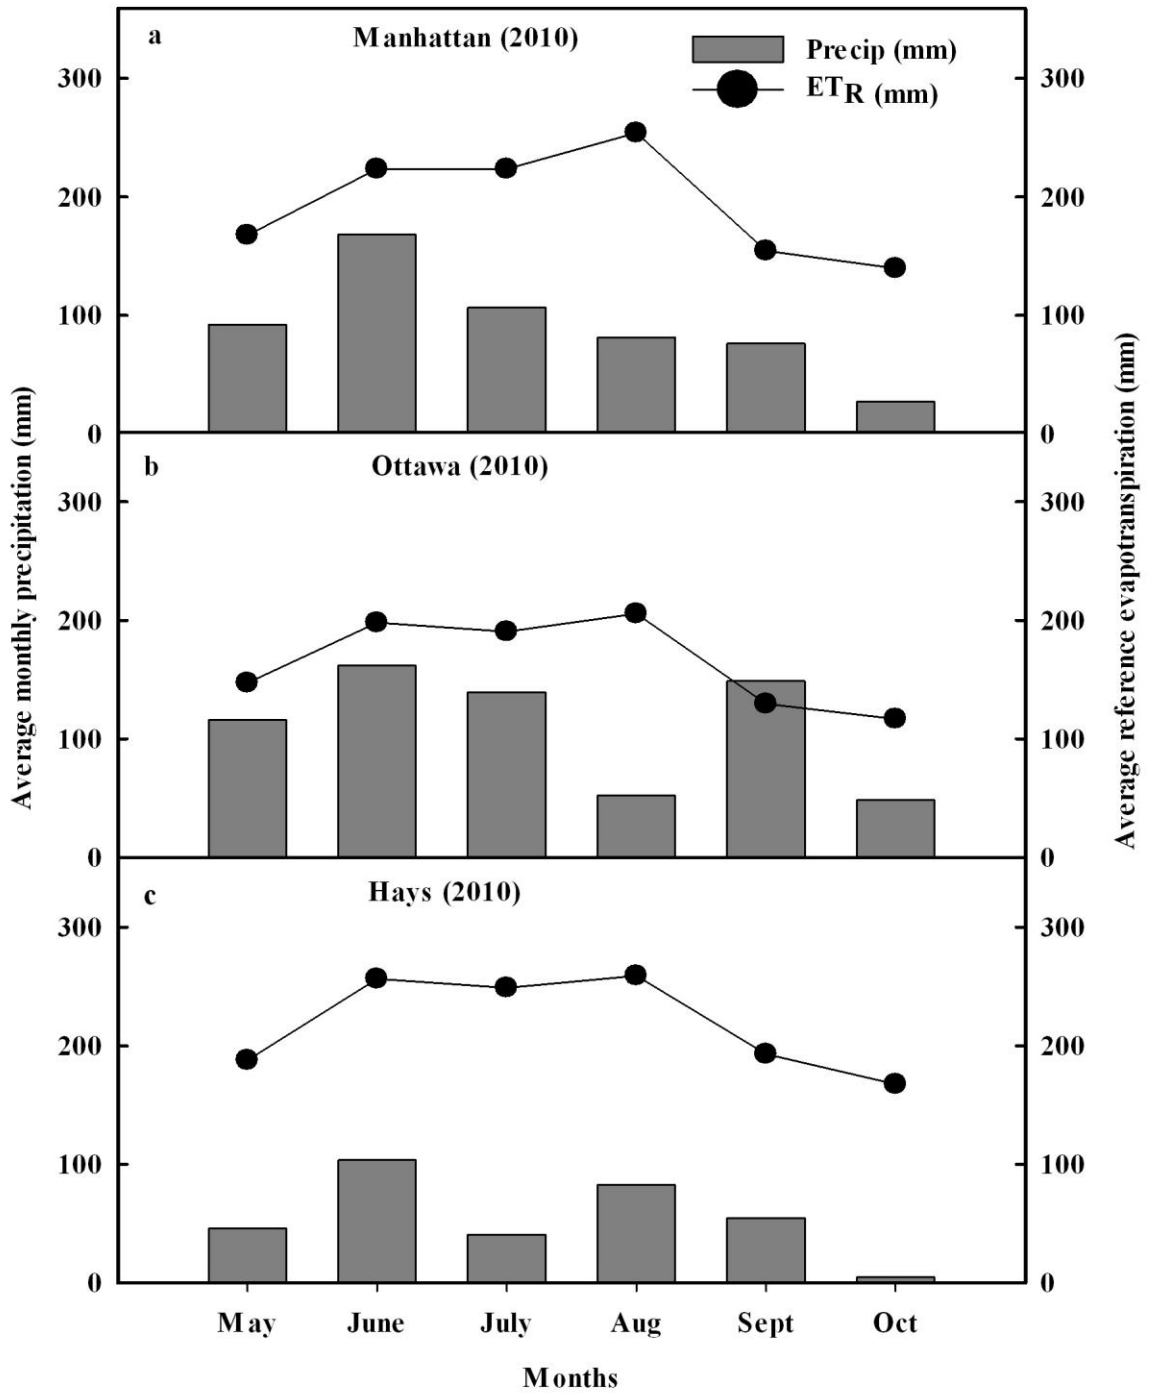 a
Manhattan (2010)
Precip (mm)
ETR (mm)
300
200
100
0
300
200
100
0
b
Ottawa (2010)
300
200
100
0
300
200
100
0
c
Hays (2010)
300
200
100
0
300
200
100
0
Average monthly precipitation (mm)
Average reference evapotranspiration (mm)
May June July Aug Sept Oct
Months